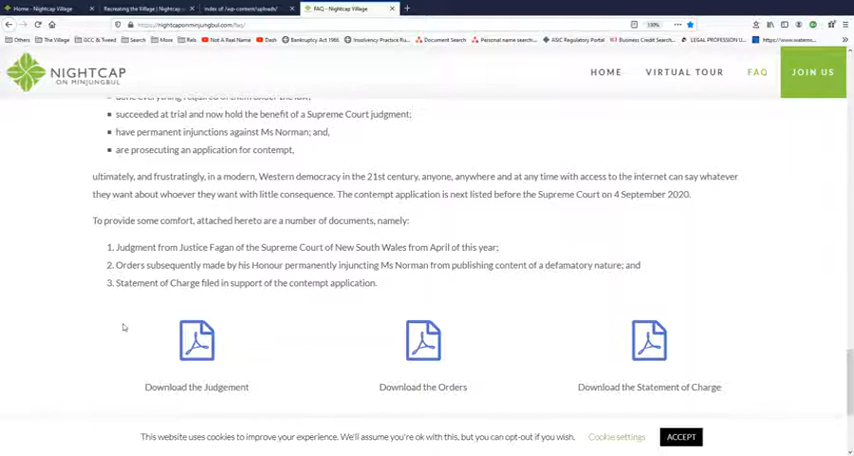 Home - Nightcap Village
Recreating the Village | Nightcap
Index of /wp-content/uploads/
FAQ - Nightcap Village
https://nightcaponminjungbul.com/faq/
130%
Others
The Village
GCC & Tweed
Search
More
Rels
Not A Real Name
Dash
Bankruptcy Act 1966
Insolvency Practice Ru
Document Search
Personal name search
ASIC Regulatory Portal
Business Credit Search
LEGAL PROFESSION U
NIGHTCAP
ON MINJUNGBUL
HOME
VIRTUAL TOUR
FAQ
JOIN US
done everything required of them under the law;
succeeded at trial and now hold the benefit of a Supreme Court judgment;
have permanent injunctions against Ms Norman; and,
are prosecuting an application for contempt,
ultimately, and frustratingly, in a modern, Western democracy in the 21st century, anyone, anywhere and at any time with access to the internet can say whatever
they want about whoever they want with little consequence. The contempt application is next listed before the Supreme Court on 4 September 2020.
To provide some comfort, attached hereto are a number of documents, namely:
1. Judgment from Justice Fagan of the Supreme Court of New South Wales from April of this year;
2. Orders subsequently made by his Honour permanently injuncting Ms Norman from publishing content of a defamatory nature; and
3. Statement of Charge filed in support of the contempt application.
Download the Judgement
Download the Orders
Download the Statement of Charge
This website uses cookies to improve your experience. We'll assume you're ok with this, but you can opt-out if you wish.
Cookie settings
ACCEPT